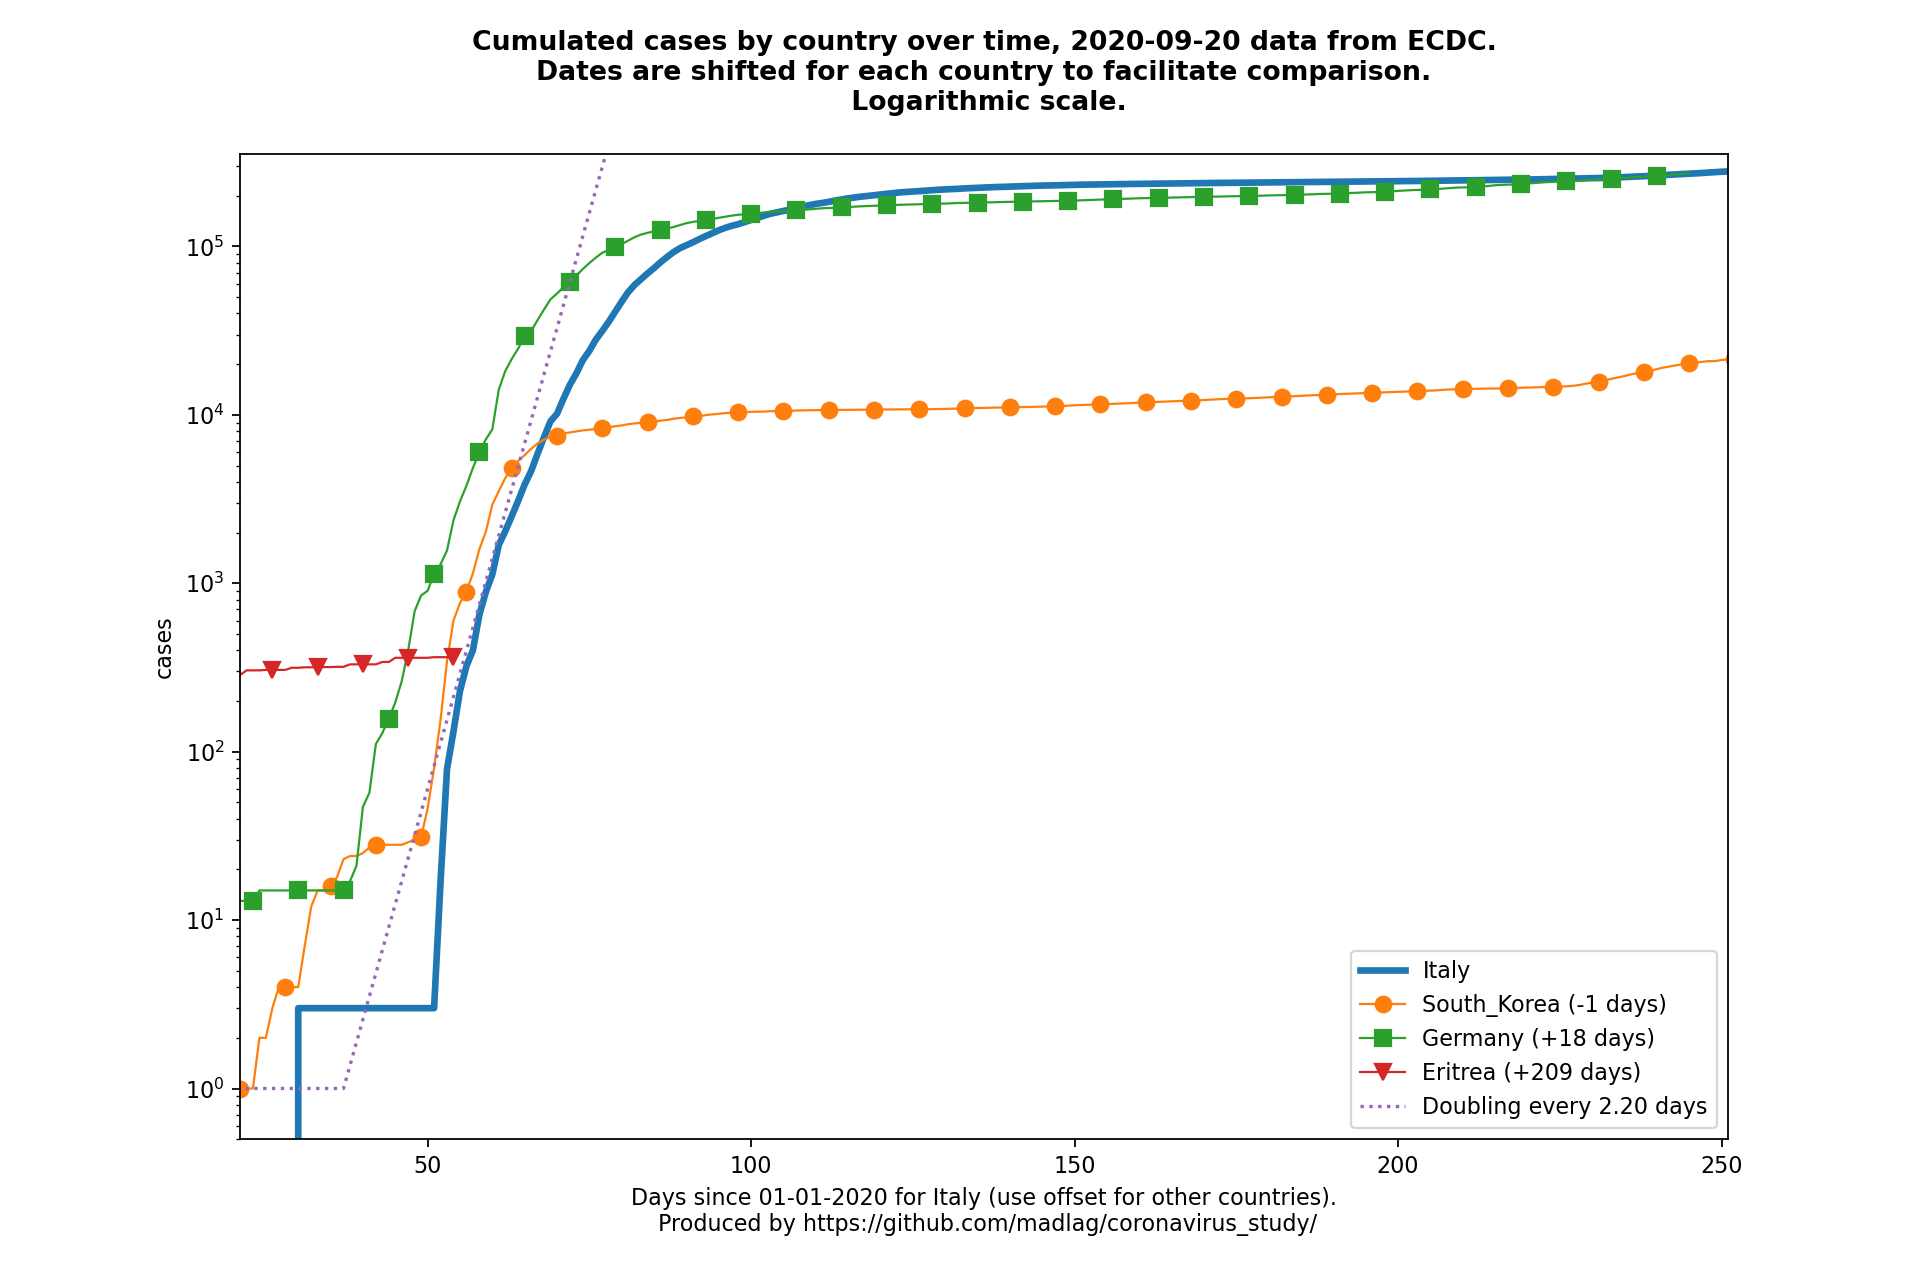 Cumulated cases by country over time, 2020-09-20 data from ECDC.
Dates are shifted for each country to facilitate comparison.
Logarithmic scale.
10^5
10^4
10^3
10^2
10^1
10^0
cases
Italy
South_Korea (-1 days)
Germany (+18 days)
Eritrea (+209 days)
Doubling every 2.20 days
50 100 150 200 250
Days since 01-01-2020 for Italy (use offset for other countries).
Produced by https://github.com/madlag/coronavirus_study/